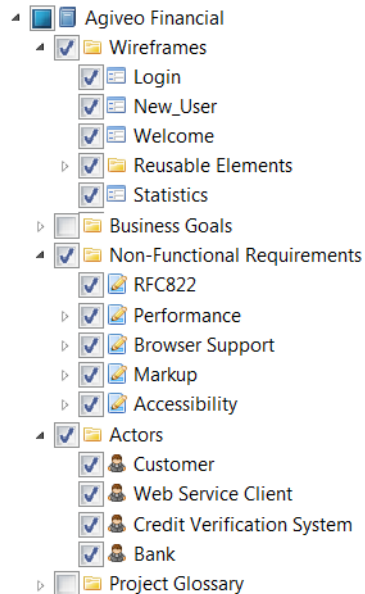 Agiveo Financial
Wireframes
Login
New_User
Welcome
Reusable Elements
Statistics
Business Goals
Non-Functional Requirements
RFC822
Performance
Browser Support
Markup
Accessibility
Actors
Customer
Web Service Client
Credit Verification System
Bank
Project Glossary